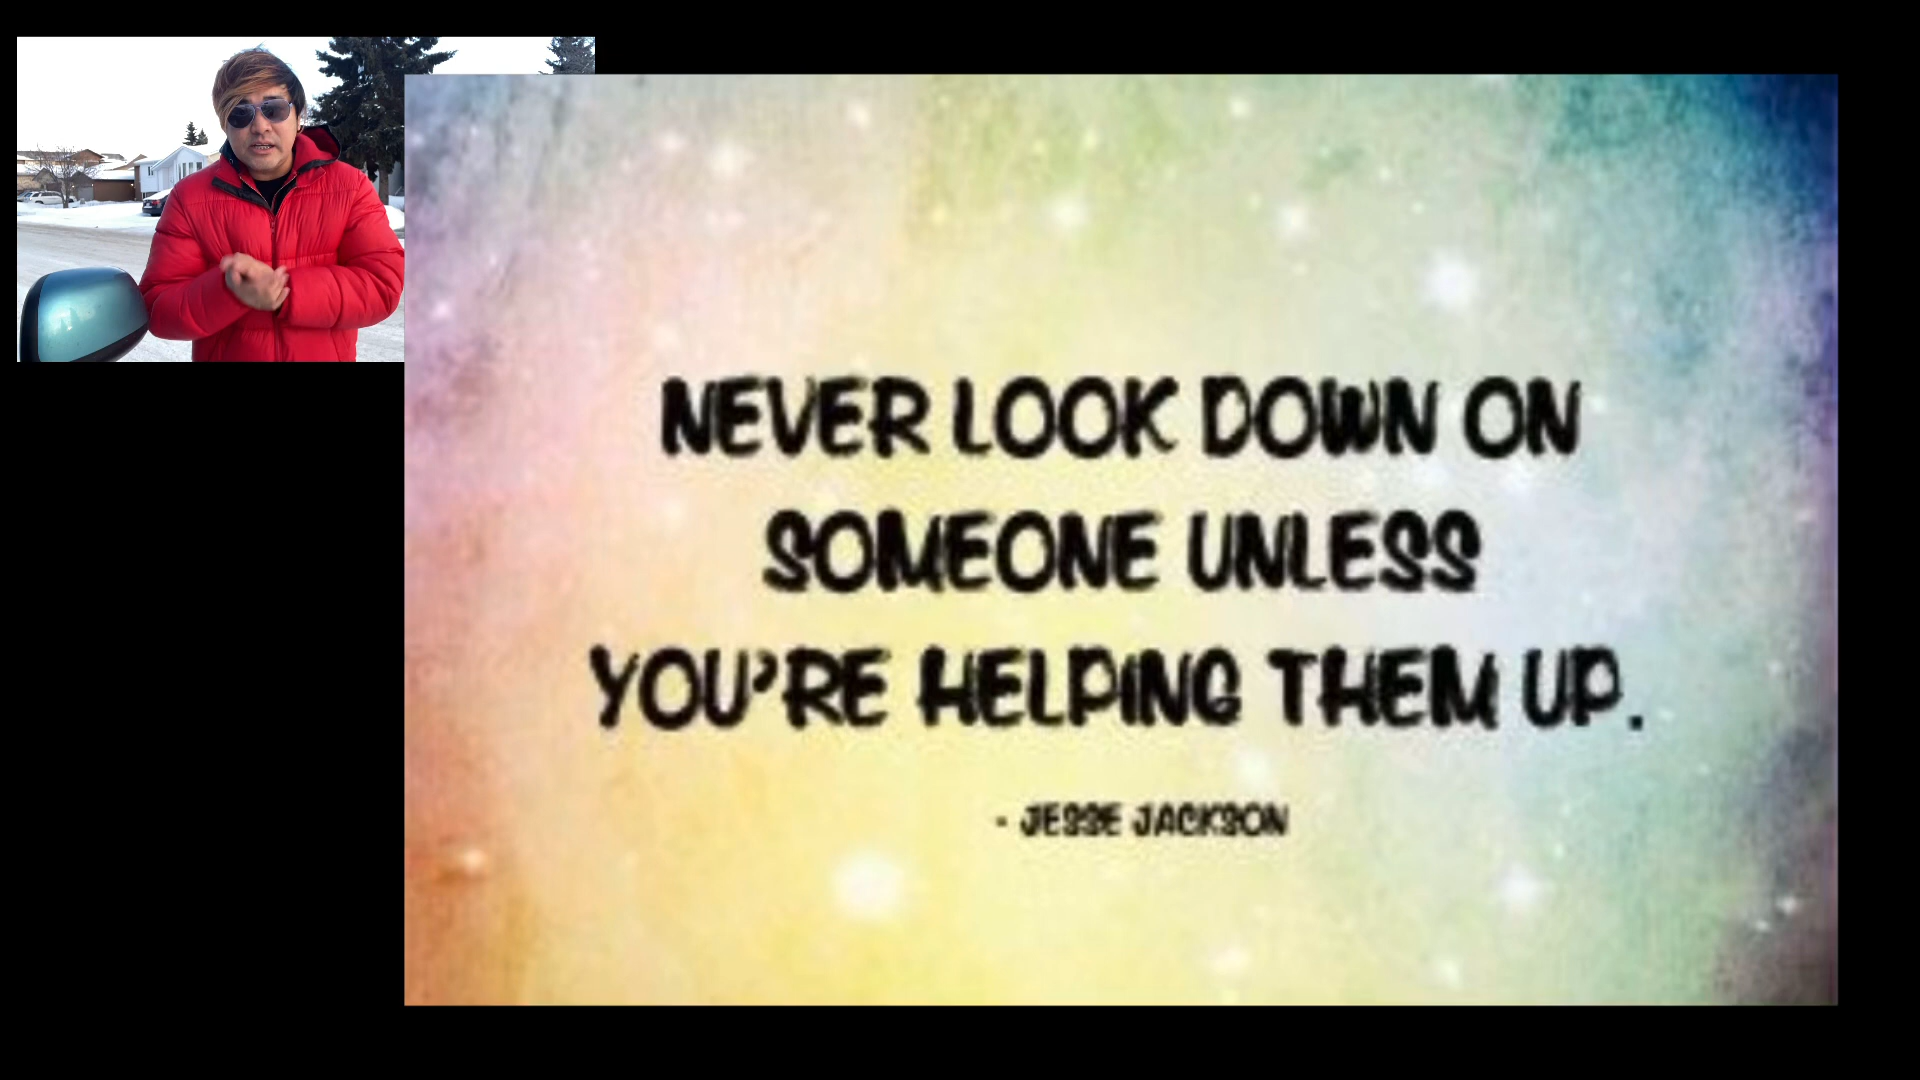 NEVER LOOK DOWN ON
SOMEONE UNLESS
YOU'RE HELPING THEM UP.
- JESSE JACKSON